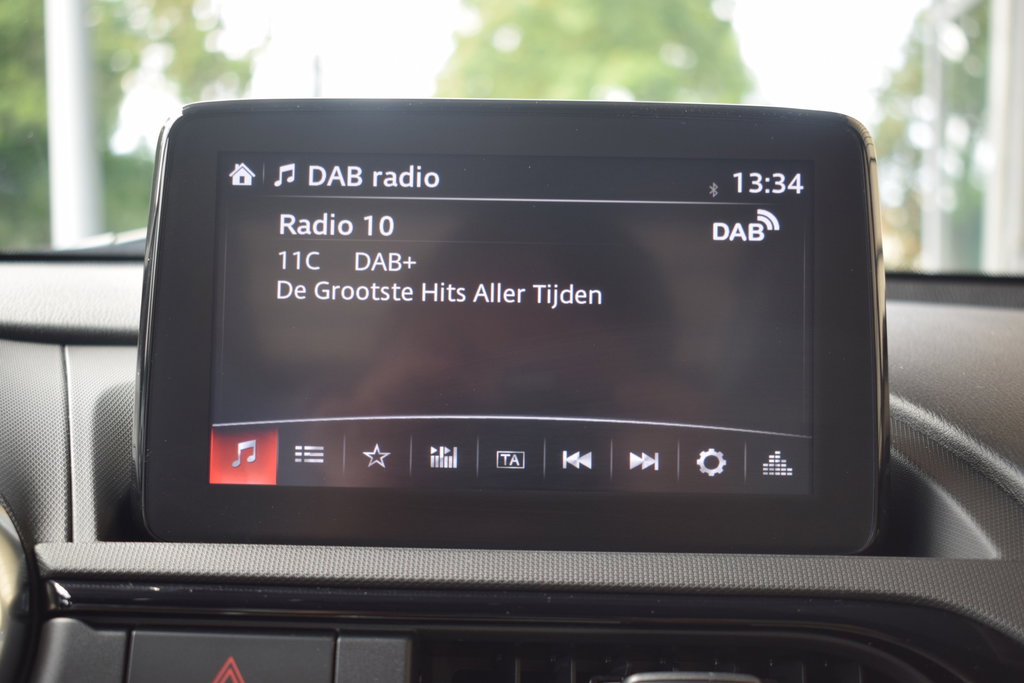 DAB radio 13:34
Radio 10 DAB
11C DAB+
De Grootste Hits Aller Tijden
TA